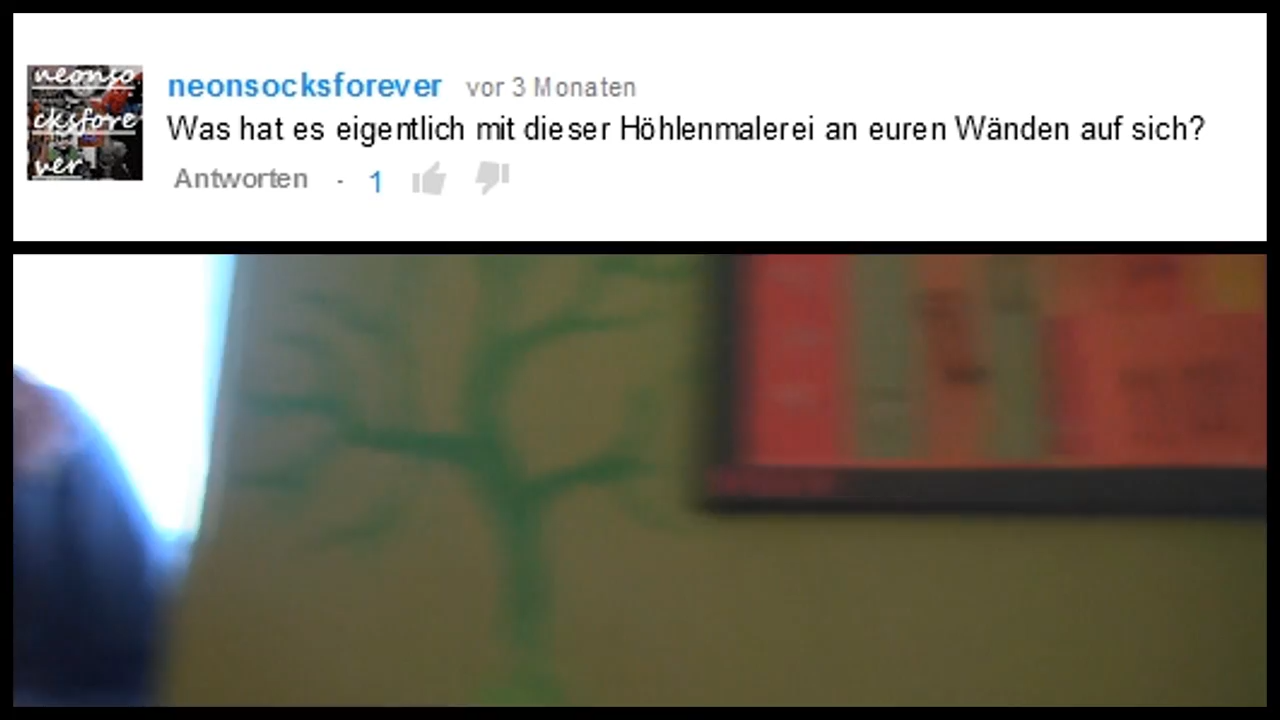 neonso
cksfore
ver
neonsocksforever vor 3 Monaten
Was hat es eigentlich mit dieser Höhlenmalerei an euren Wänden auf sich?
Antworten · 1